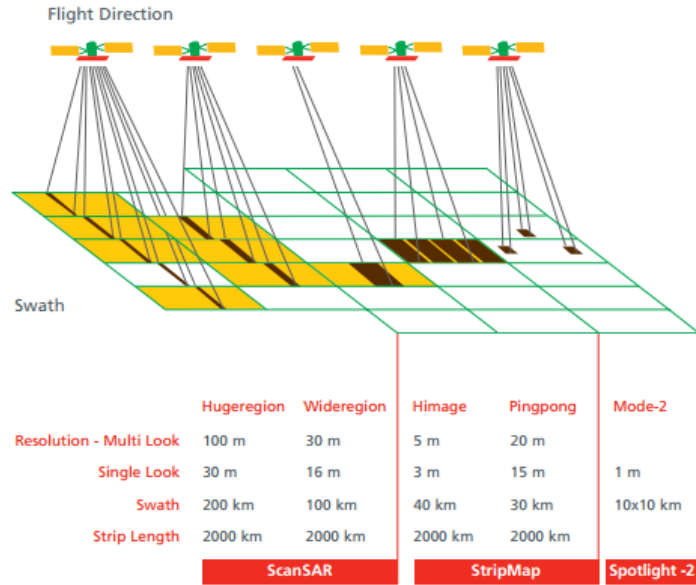 Flight Direction
Swath
Hugeregion Wideregion Himage Pingpong Mode-2
Resolution - Multi Look 100 m 30 m 5 m 20 m
Single Look 30 m 16 m 3 m 15 m 1 m
Swath 200 km 100 km 40 km 30 km 10x10 km
Strip Length 2000 km 2000 km 2000 km 2000 km
ScanSAR StripMap Spotlight -2